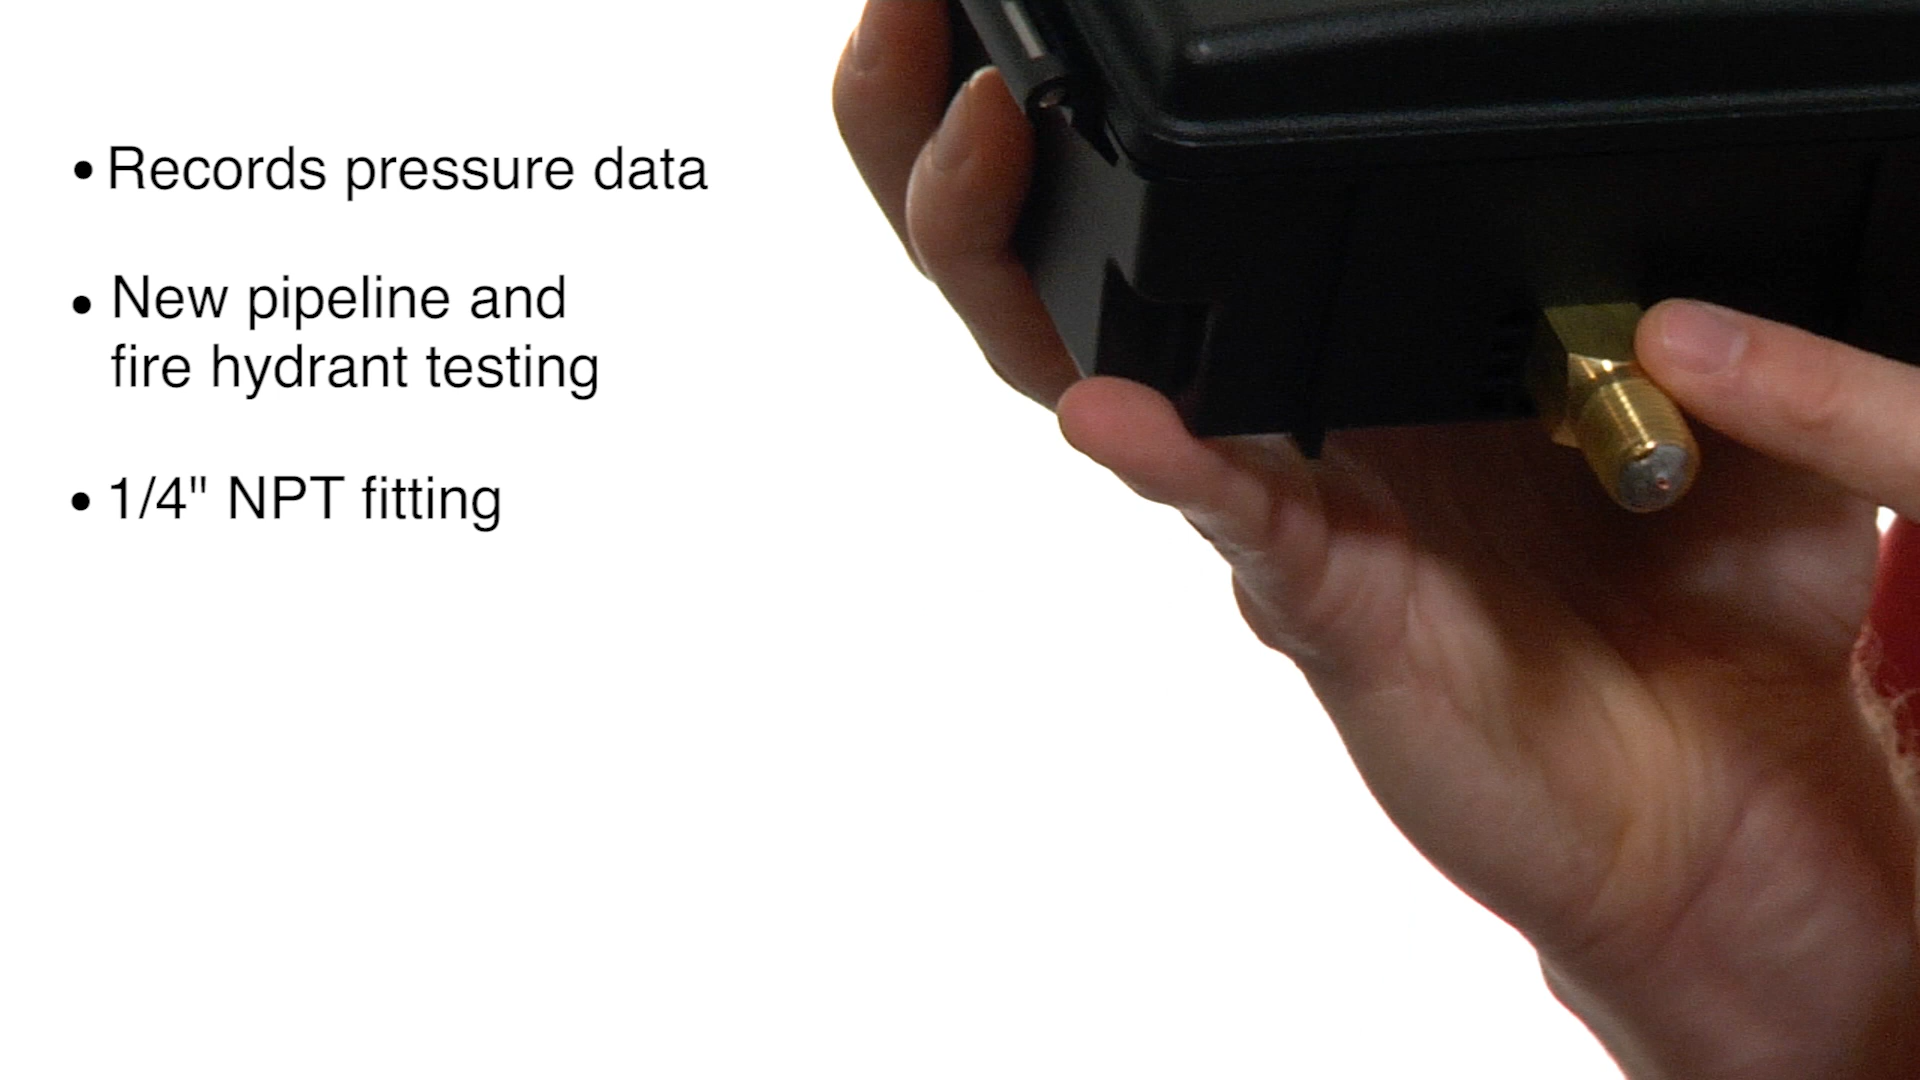 • Records pressure data
• New pipeline and
fire hydrant testing
• 1/4" NPT fitting